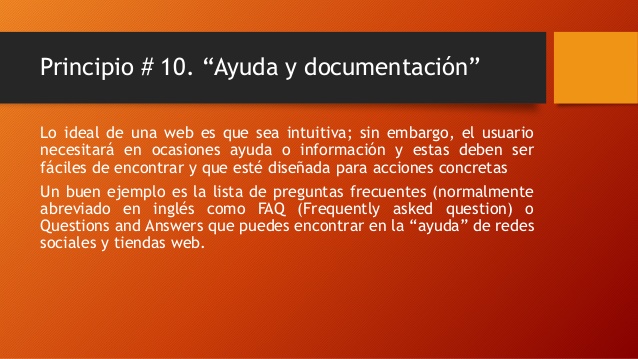 Principio # 10. “Ayuda y documentación”
Lo ideal de una web es que sea intuitiva; sin embargo, el usuario
necesitará en ocasiones ayuda o información y estas deben ser
fáciles de encontrar y que esté diseñada para acciones concretas
Un buen ejemplo es la lista de preguntas frecuentes (normalmente
abreviado en inglés como FAQ (Frequently asked question) o
Questions and Answers que puedes encontrar en la “ayuda” de redes
sociales y tiendas web.